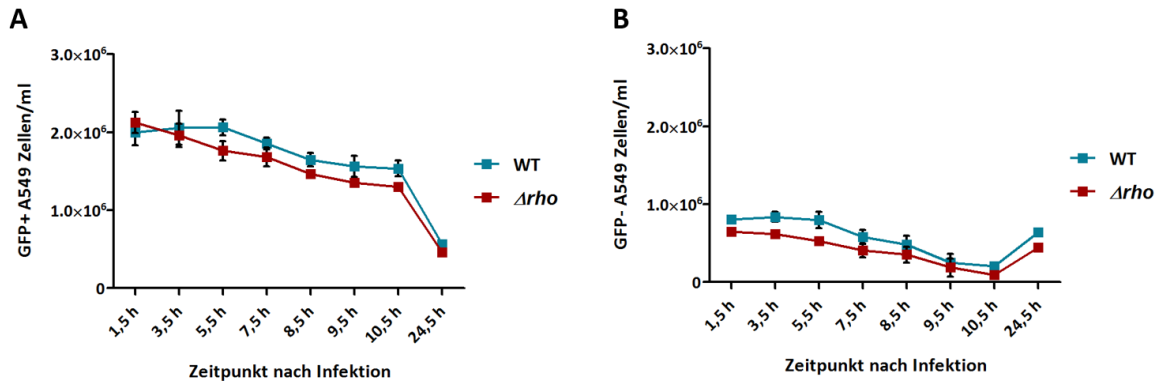 A
GFP+ A549 Zellen/ml
3.0×10⁶
2.0×10⁶
1.0×10⁶
0
1,5 h
3,5 h
5,5 h
7,5 h
8,5 h
9,5 h
10,5 h
24,5 h
Zeitpunkt nach Infektion
WT
Δrho
B
GFP- A549 Zellen/ml
3.0×10⁶
2.0×10⁶
1.0×10⁶
0
1,5 h
3,5 h
5,5 h
7,5 h
8,5 h
9,5 h
10,5 h
24,5 h
Zeitpunkt nach Infektion
WT
Δrho